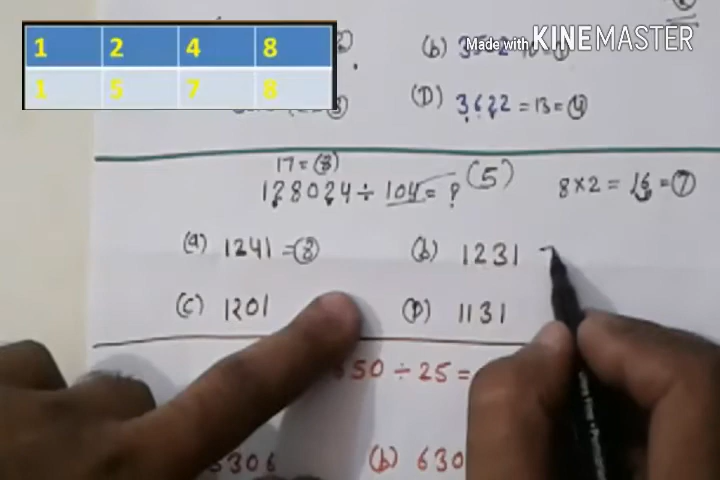 1 2 4 8
1 5 7 8
Made with KINEMASTER
(b)
(D) 3622 = 13 = 4
17 = (8)
128024 ÷ 104 = ? (5) 8×2 = 16 = 7
(a) 1241 = 8 (b) 1231
(c) 1201 (D) 1131
50 ÷ 25 =
306 (b) 630